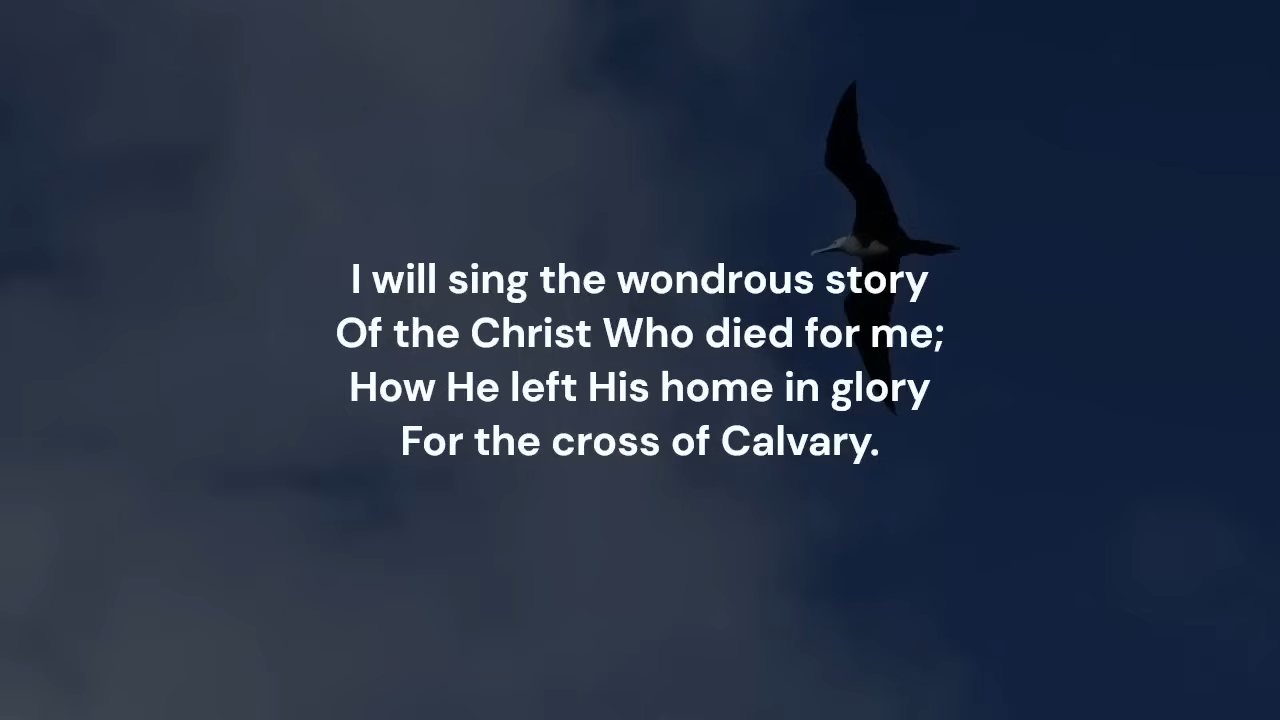 I will sing the wondrous story
Of the Christ Who died for me;
How He left His home in glory
For the cross of Calvary.